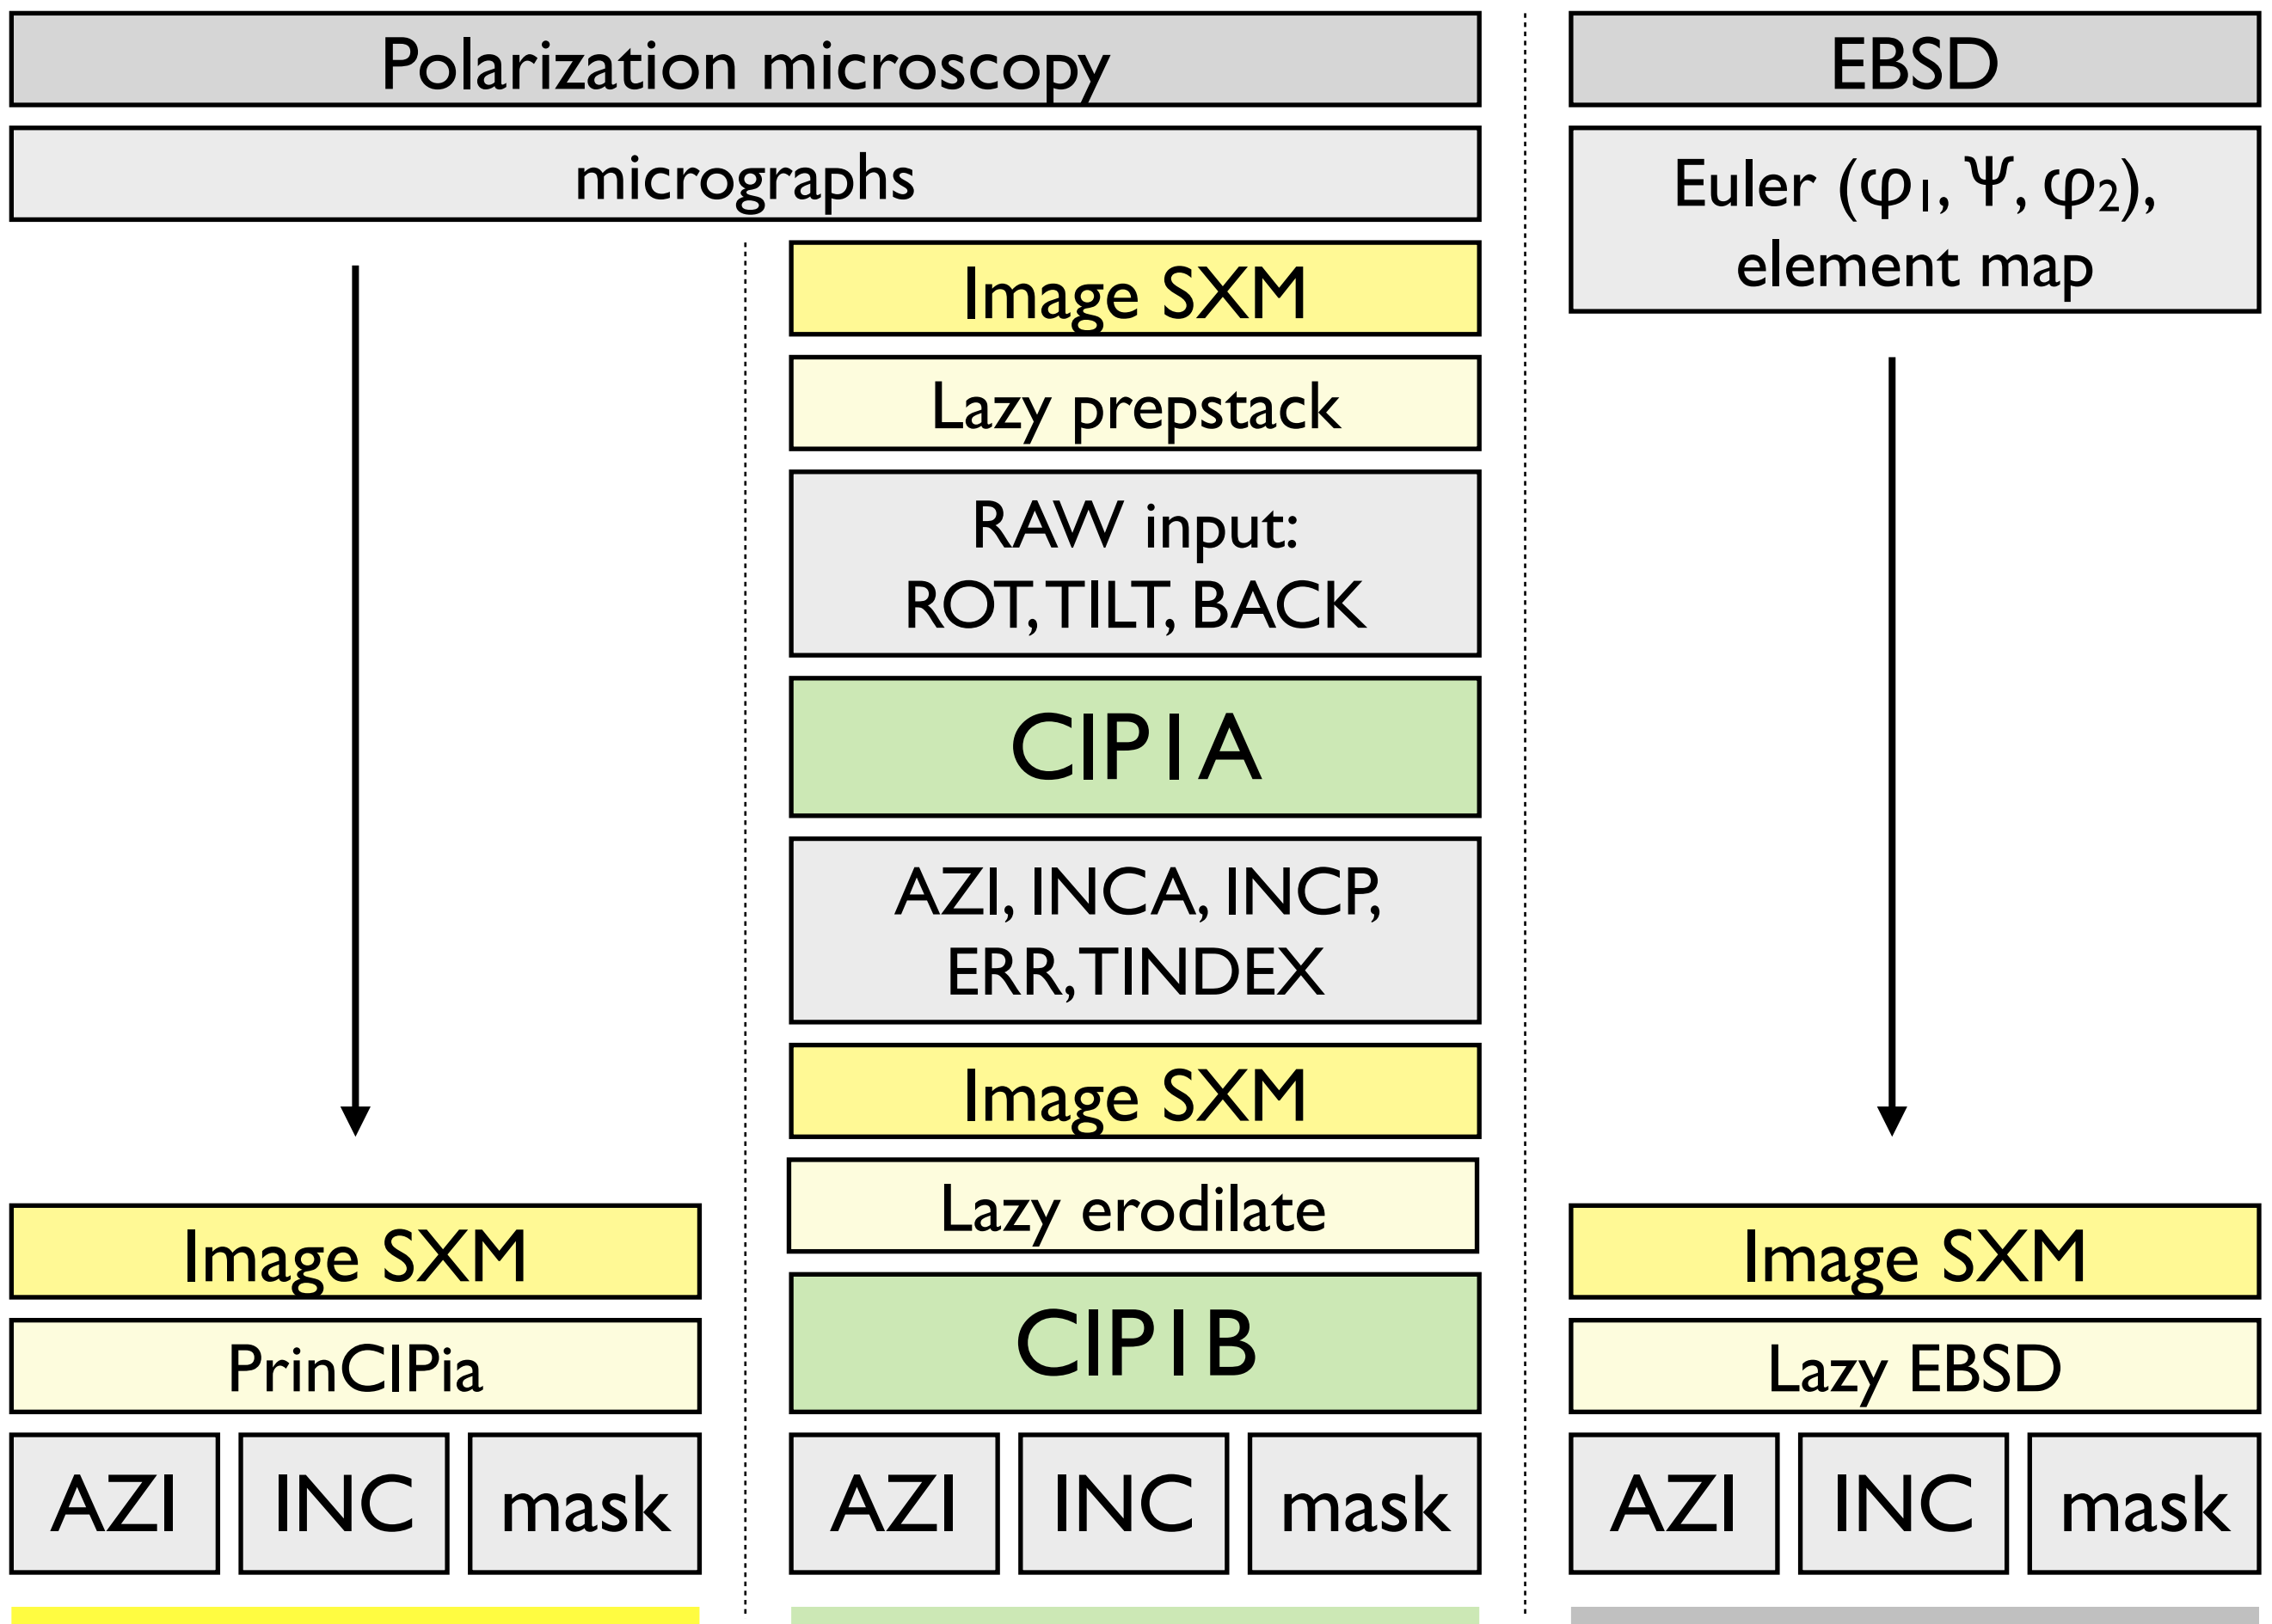 Polarization microscopy
micrographs
Image SXM
PrinCIPia
AZI
INC
mask
Image SXM
Lazy prepstack
RAW input:
ROT, TILT, BACK
CIP1A
AZI, INCA, INCP,
ERR, TINDEX
Image SXM
Lazy erodilate
CIP1B
AZI
INC
mask
EBSD
Euler (φ₁, Ψ, φ₂),
element map
Image SXM
Lazy EBSD
AZI
INC
mask